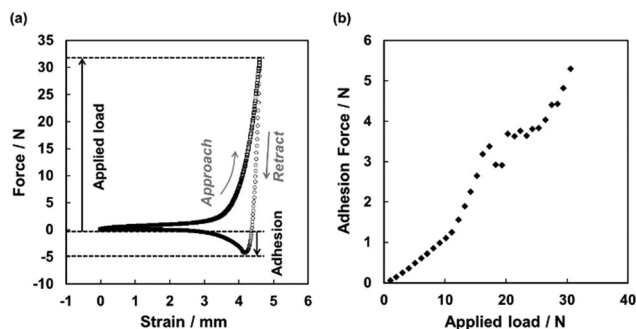 (a)
Force / N
35
30
25
20
15
10
5
0
-5
-10
-1 0 1 2 3 4 5 6
Strain / mm
Applied load
Approach
Retract
Adhesion
(b)
Adhesion Force / N
6
5
4
3
2
1
0
0 10 20 30 40
Applied load / N